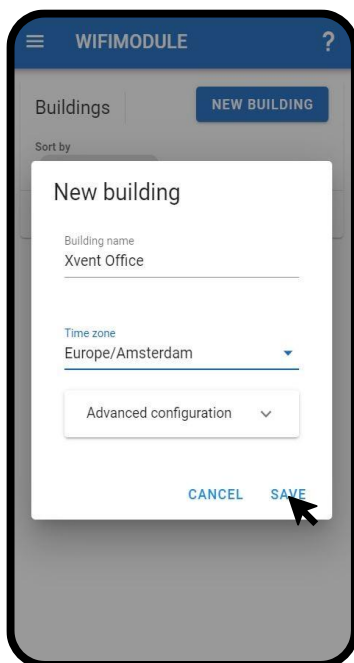 WIFIMODULE ?
Buildings NEW BUILDING
Sort by
New building
Building name
Xvent Office
Time zone
Europe/Amsterdam
Advanced configuration
CANCEL SAVE